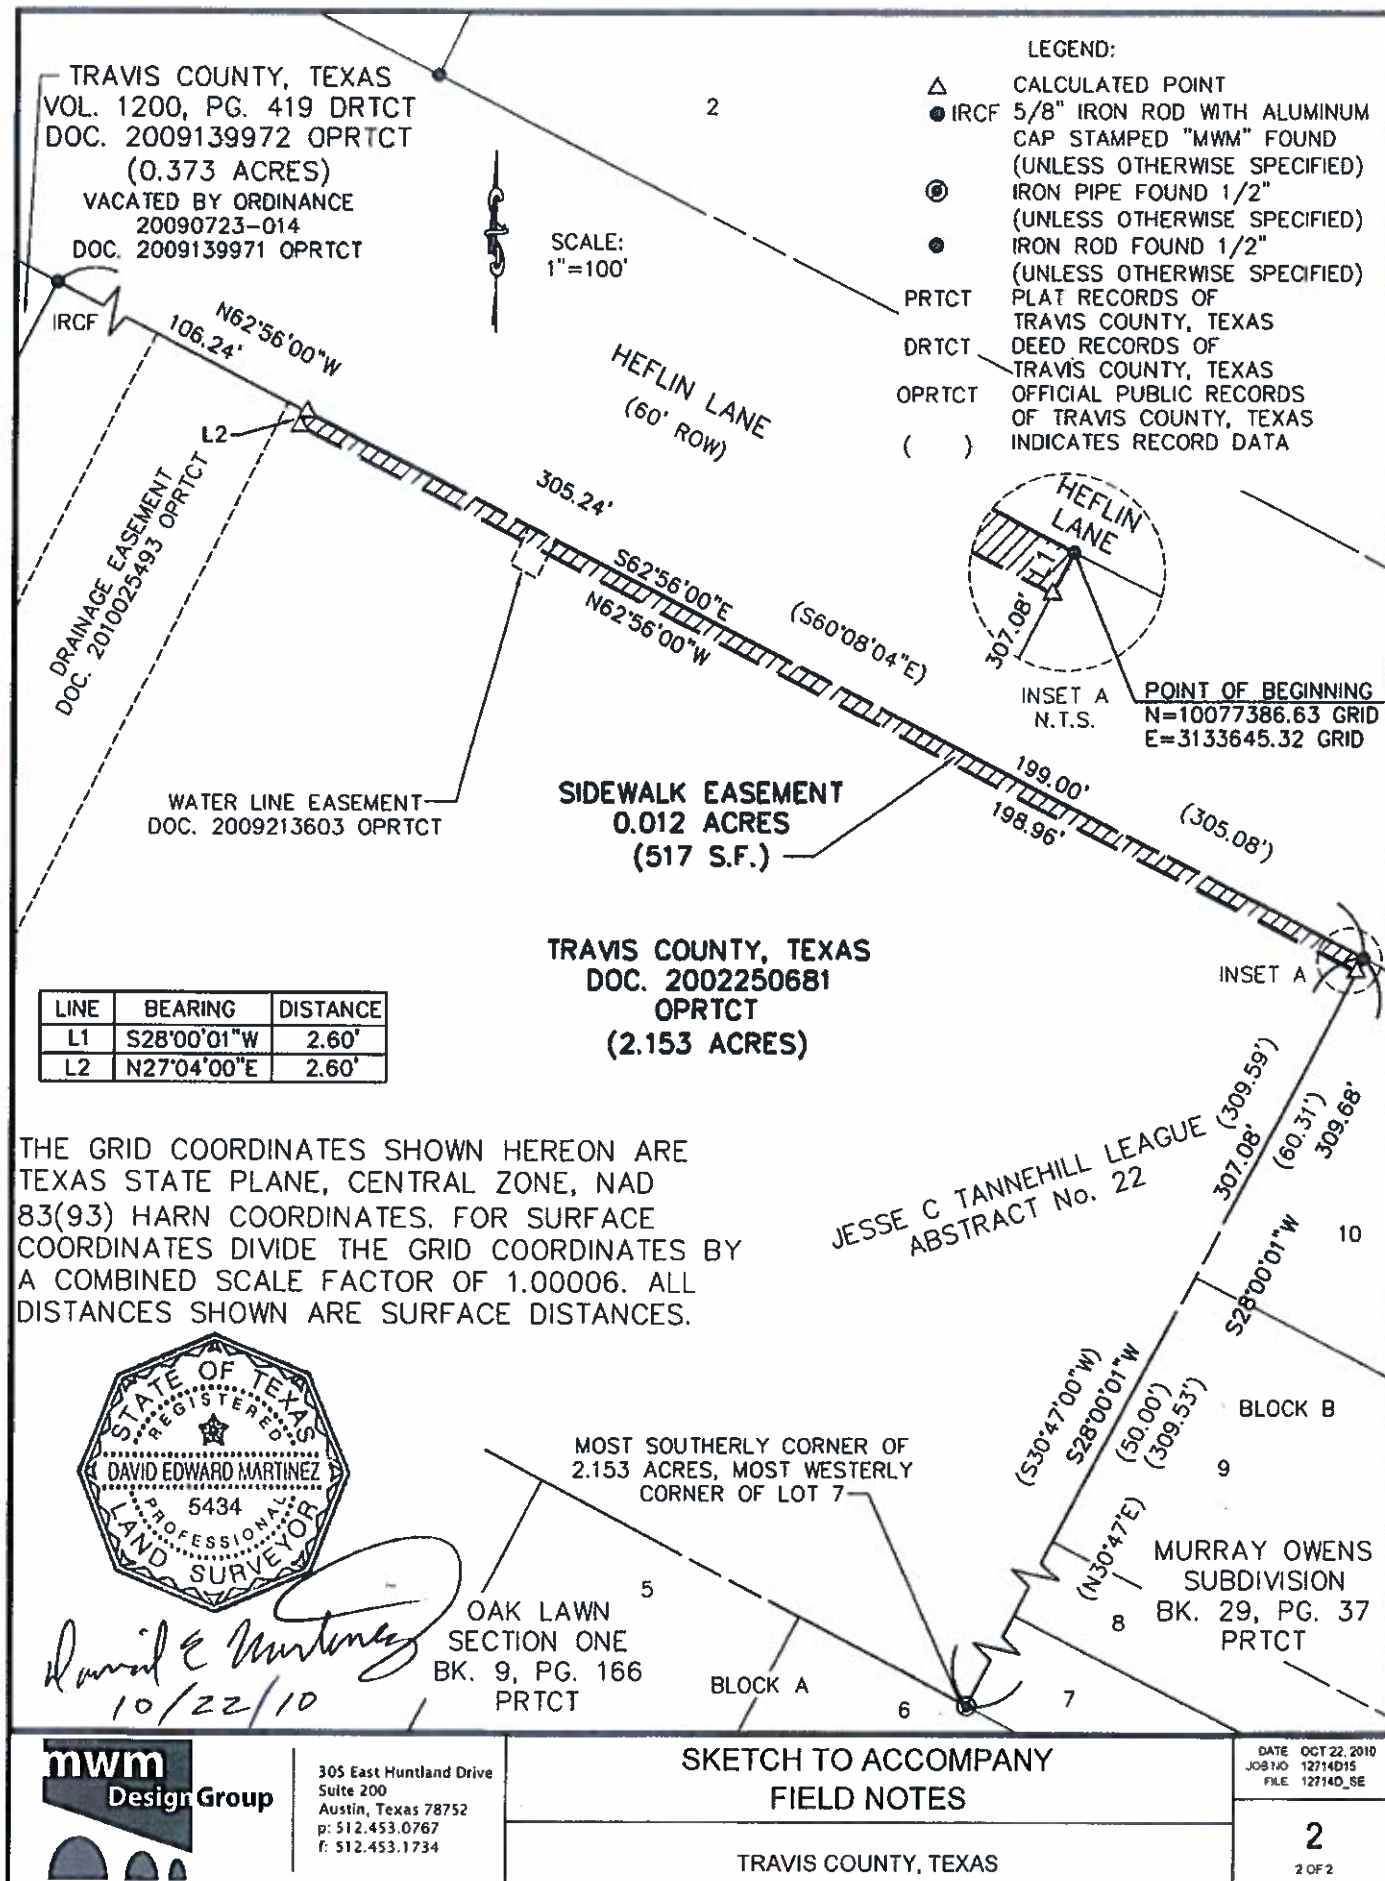 TRAVIS COUNTY, TEXAS
VOL. 1200, PG. 419 DRTCT
DOC. 2009139972 OPRTCT
(0.373 ACRES)
VACATED BY ORDINANCE
20090723-014
DOC. 2009139971 OPRTCT
2
SCALE:
1"=100'
LEGEND:
CALCULATED POINT
IRCF 5/8" IRON ROD WITH ALUMINUM
CAP STAMPED "MWM" FOUND
(UNLESS OTHERWISE SPECIFIED)
IRON PIPE FOUND 1/2"
(UNLESS OTHERWISE SPECIFIED)
IRON ROD FOUND 1/2"
(UNLESS OTHERWISE SPECIFIED)
PRTCT PLAT RECORDS OF
TRAVIS COUNTY, TEXAS
DRTCT DEED RECORDS OF
TRAVIS COUNTY, TEXAS
OPRTCT OFFICIAL PUBLIC RECORDS
OF TRAVIS COUNTY, TEXAS
( ) INDICATES RECORD DATA
IRCF
N62°56'00"W
106.24'
L2
HEFLIN LANE
(60' ROW)
305.24'
S62°56'00"E
N62°56'00"W
(S60°08'04"E)
DRAINAGE EASEMENT
DOC. 2010025493 OPRTCT
HEFLIN
LANE
L1
307.08'
INSET A
N.T.S.
POINT OF BEGINNING
N=10077386.63 GRID
E=3133645.32 GRID
WATER LINE EASEMENT
DOC. 2009213603 OPRTCT
SIDEWALK EASEMENT
0.012 ACRES
(517 S.F.)
199.00'
198.96'
(305.08')
INSET A
TRAVIS COUNTY, TEXAS
DOC. 2002250681
OPRTCT
(2.153 ACRES)
LINE BEARING DISTANCE
L1 S28°00'01"W 2.60'
L2 N27°04'00"E 2.60'
THE GRID COORDINATES SHOWN HEREON ARE
TEXAS STATE PLANE, CENTRAL ZONE, NAD
83(93) HARN COORDINATES. FOR SURFACE
COORDINATES DIVIDE THE GRID COORDINATES BY
A COMBINED SCALE FACTOR OF 1.00006. ALL
DISTANCES SHOWN ARE SURFACE DISTANCES.
JESSE C TANNEHILL LEAGUE
ABSTRACT No. 22
(309.59')
307.08'
(60.31')
309.68'
S28°00'01"W
10
(S30°47'00"W)
S28°00'01"W
(50.00')
(309.53')
BLOCK B
9
(N30°47'E)
8
MURRAY OWENS
SUBDIVISION
BK. 29, PG. 37
PRTCT
MOST SOUTHERLY CORNER OF
2.153 ACRES, MOST WESTERLY
CORNER OF LOT 7
STATE OF TEXAS
REGISTERED
DAVID EDWARD MARTINEZ
5434
PROFESSIONAL
LAND SURVEYOR
David E Martinez
10/22/10
5
OAK LAWN
SECTION ONE
BK. 9, PG. 166
PRTCT
BLOCK A
6
7
mwm
DesignGroup
305 East Huntland Drive
Suite 200
Austin, Texas 78752
p: 512.453.0767
f: 512.453.1734
SKETCH TO ACCOMPANY
FIELD NOTES
TRAVIS COUNTY, TEXAS
DATE OCT 22, 2010
JOB NO 12714D15
FILE 12714D_SE
2
2 OF 2